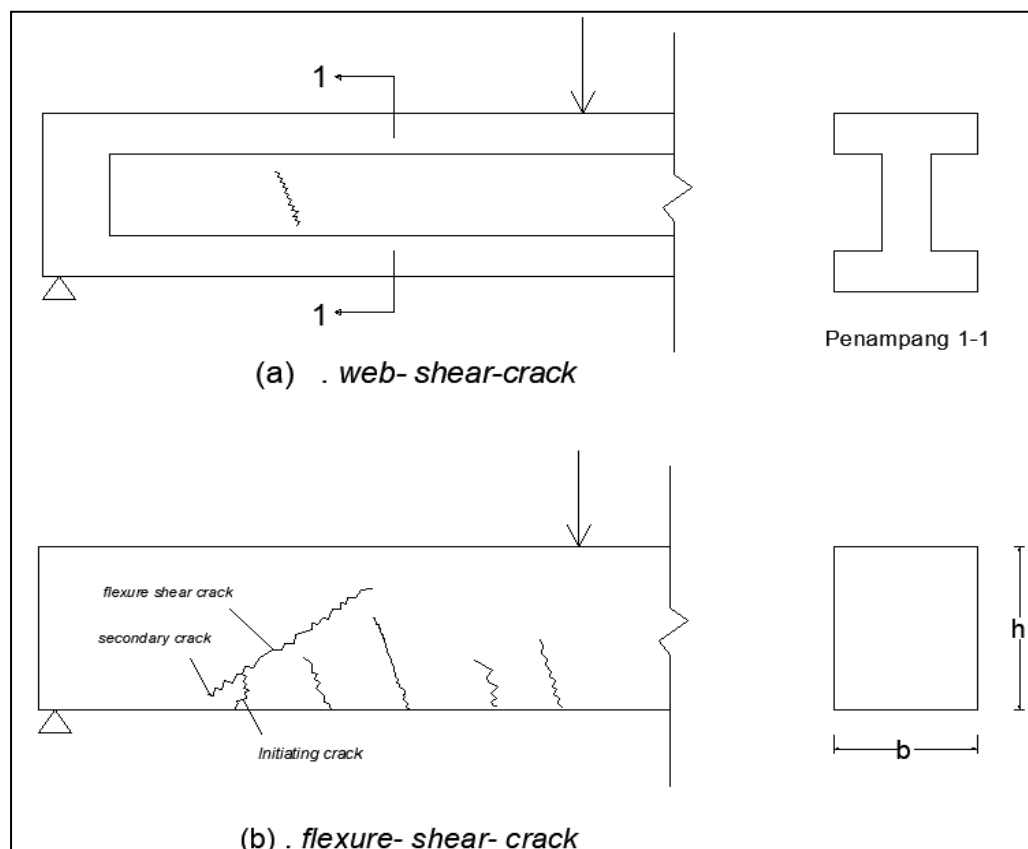 1
1
Penampang 1-1
(a) . web- shear-crack
flexure shear crack
secondary crack
Initiating crack
h
b
(b) . flexure- shear- crack